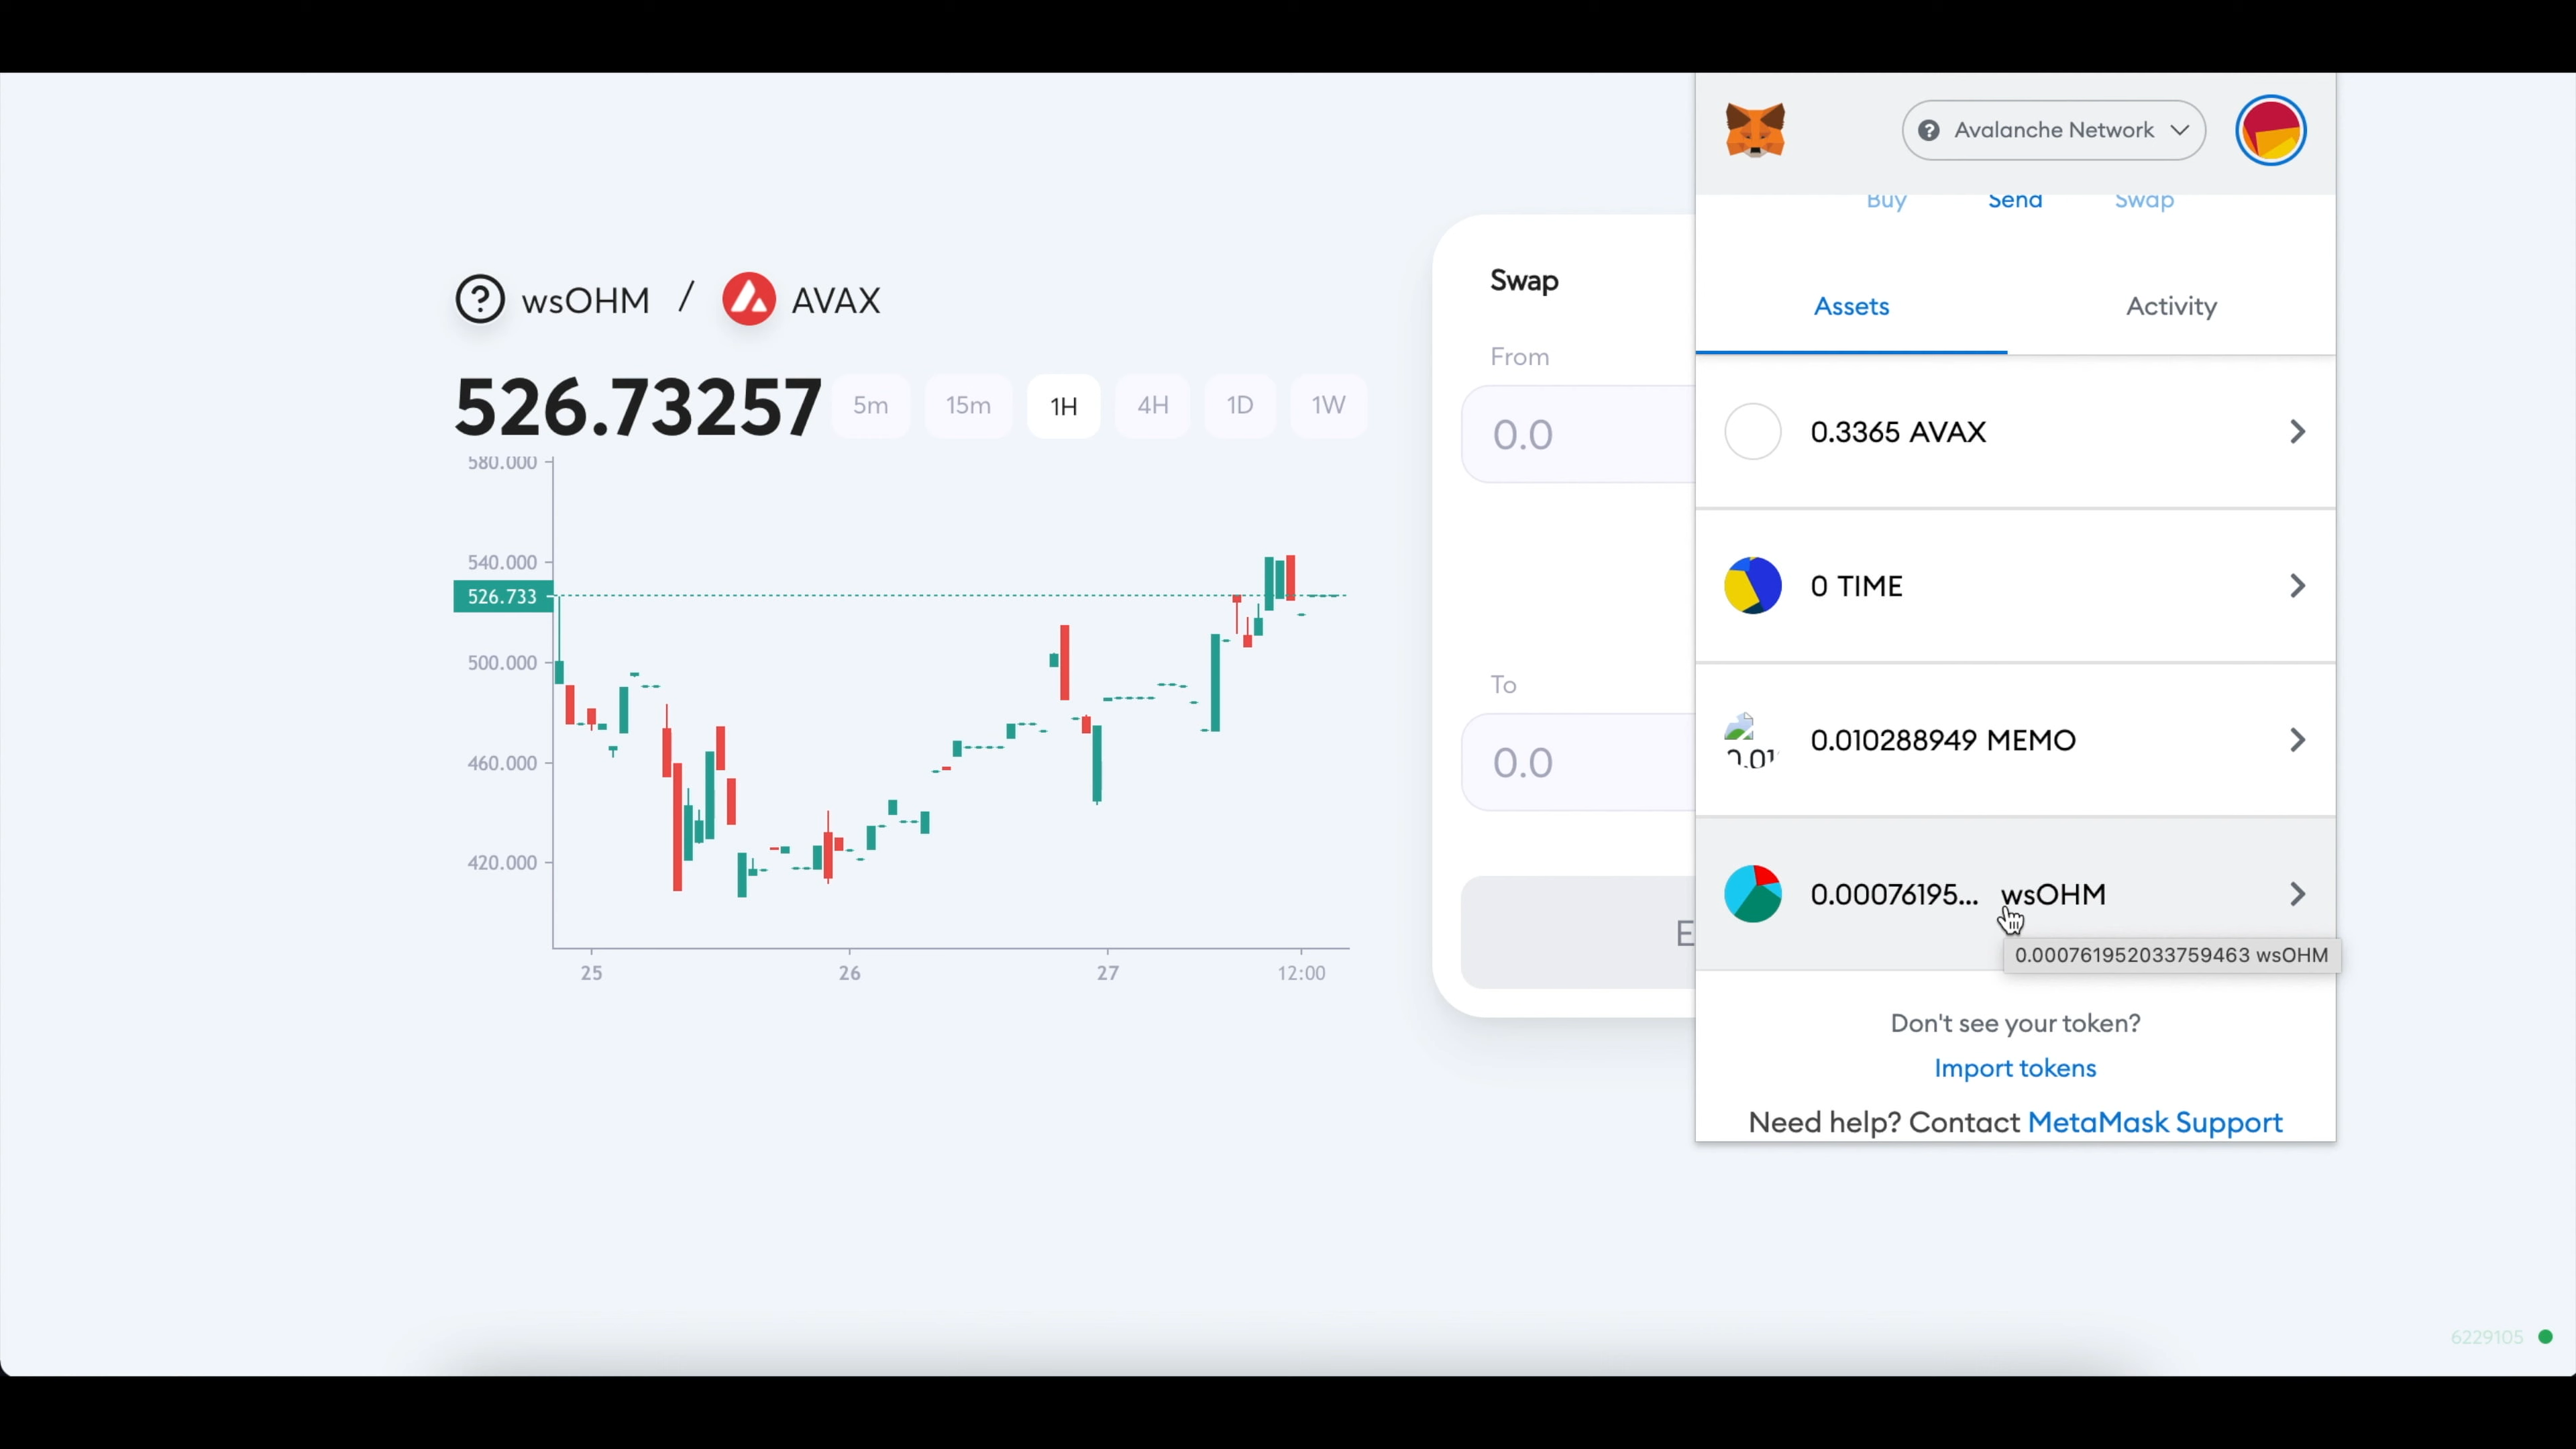 Avalanche Network
Buy Send Swap
wsOHM / AVAX
526.73257
5m 15m 1H 4H 1D 1W
580.000
540.000
526.733
500.000
460.000
420.000
25 26 27 12:00
Swap
From
0.0
To
0.0
E
Assets Activity
0.3365 AVAX
0 TIME
0.010288949 MEMO
0.00076195... wsOHM
0.000761952033759463 wsOHM
Don't see your token?
Import tokens
Need help? Contact MetaMask Support
6229105